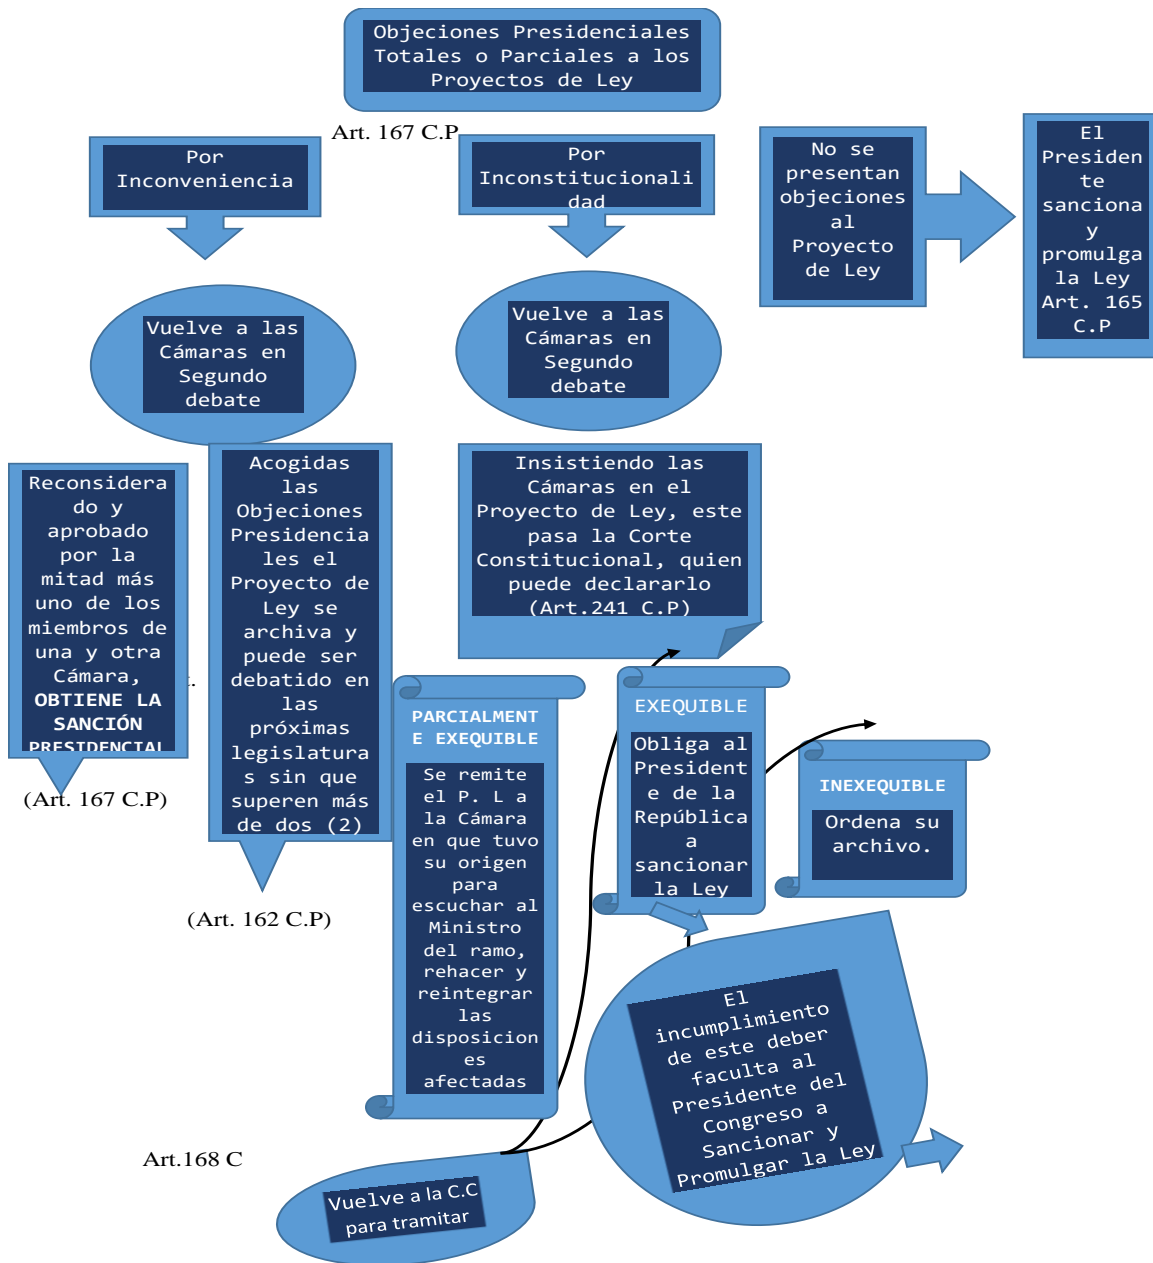 Objeciones Presidenciales
Totales o Parciales a los
Proyectos de Ley
Art. 167 C.P
Por
Inconveniencia
Por
Inconstitucionali
dad
No se
presentan
objeciones
al
Proyecto
de Ley
El
Presiden
te
sanciona
y
promulga
la Ley
Art. 165
C.P
Vuelve a las
Cámaras en
Segundo
debate
Vuelve a las
Cámaras en
Segundo
debate
Reconsidera
do y
aprobado
por la
mitad más
uno de los
miembros de
una y otra
Cámara,
OBTIENE LA
SANCIÓN
PRESIDENCIAL
(Art. 167 C.P)
Acogidas
las
Objeciones
Presidencia
les el
Proyecto de
Ley se
archiva y
puede ser
debatido en
las
próximas
legislatura
s sin que
superen más
de dos (2)
(Art. 162 C.P)
Insistiendo las
Cámaras en el
Proyecto de Ley, este
pasa la Corte
Constitucional, quien
puede declararlo
(Art.241 C.P)
PARCIALMENT
E EXEQUIBLE
Se remite
el P. L a
la Cámara
en que tuvo
su origen
para
escuchar al
Ministro
del ramo,
rehacer y
reintegrar
las
disposicion
es
afectadas
EXEQUIBLE
Obliga al
President
e de la
República
a
sancionar
la Ley
INEXEQUIBLE
Ordena su
archivo.
El
incumplimiento
de este deber
faculta al
Presidente del
Congreso a
Sancionar y
Promulgar la Ley
Art.168 C
Vuelve a la C.C
para tramitar